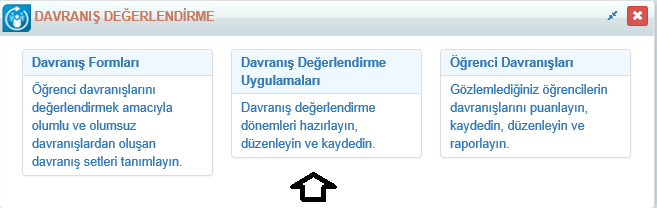 DAVRANIŞ DEĞERLENDİRME
Davranış Formları
Öğrenci davranışlarını
değerlendirmek amacıyla
olumlu ve olumsuz
davranışlardan oluşan
davranış setleri tanımlayın.
Davranış Değerlendirme
Uygulamaları
Davranış değerlendirme
dönemleri hazırlayın,
düzenleyin ve kaydedin.
Öğrenci Davranışları
Gözlemlediğiniz öğrencilerin
davranışlarını puanlayın,
kaydedin, düzenleyin ve
raporlayın.